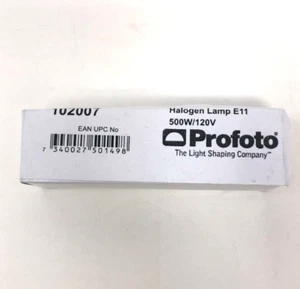 102007
EAN UPC No
7 340027 501498
Halogen Lamp E11
500W/120V
Profoto
The Light Shaping Company™